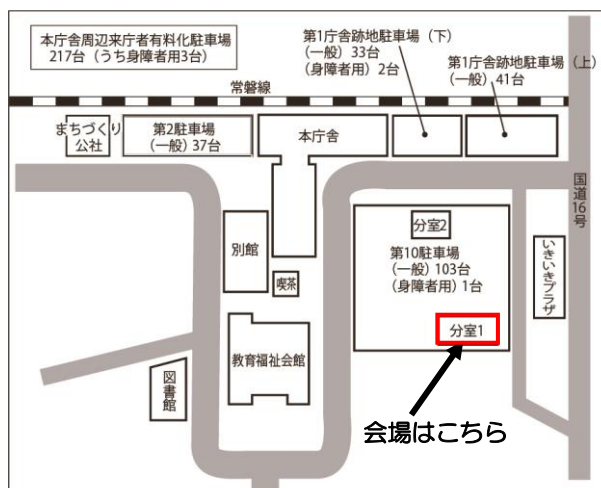 本庁舎周辺来庁者有料化駐車場
217台（うち身障者用3台）
第1庁舎跡地駐車場（下）
（一般）33台
（身障者用）2台
第1庁舎跡地駐車場（上）
（一般）41台
常磐線
まちづくり
公社
第2駐車場
（一般）37台
本庁舎
国道16号
別館
分室2
第10駐車場
（一般）103台
（身障者用）1台
いきいきプラザ
喫茶
分室1
教育福祉会館
図書館
会場はこちら